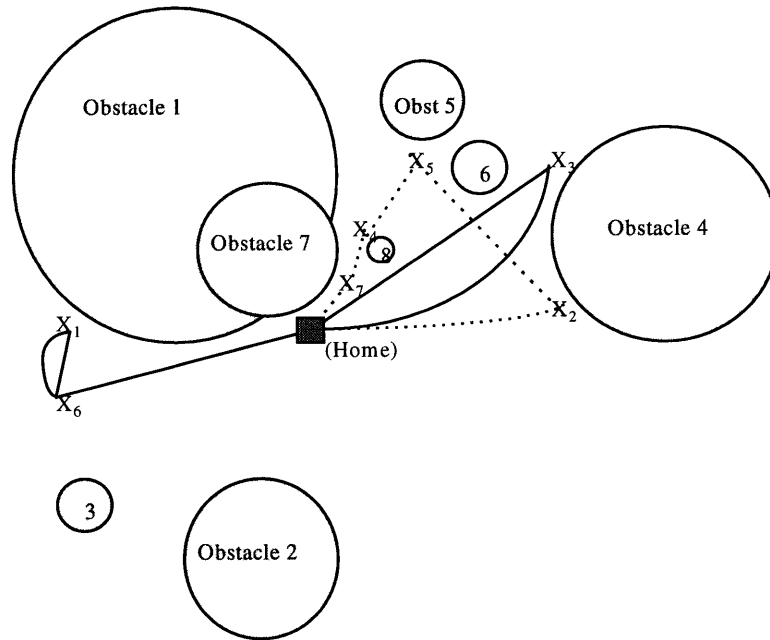 Obstacle 1
Obst 5
X5
6
X3
Obstacle 4
X4
8
Obstacle 7
X7
X1
X2
(Home)
X6
3
Obstacle 2